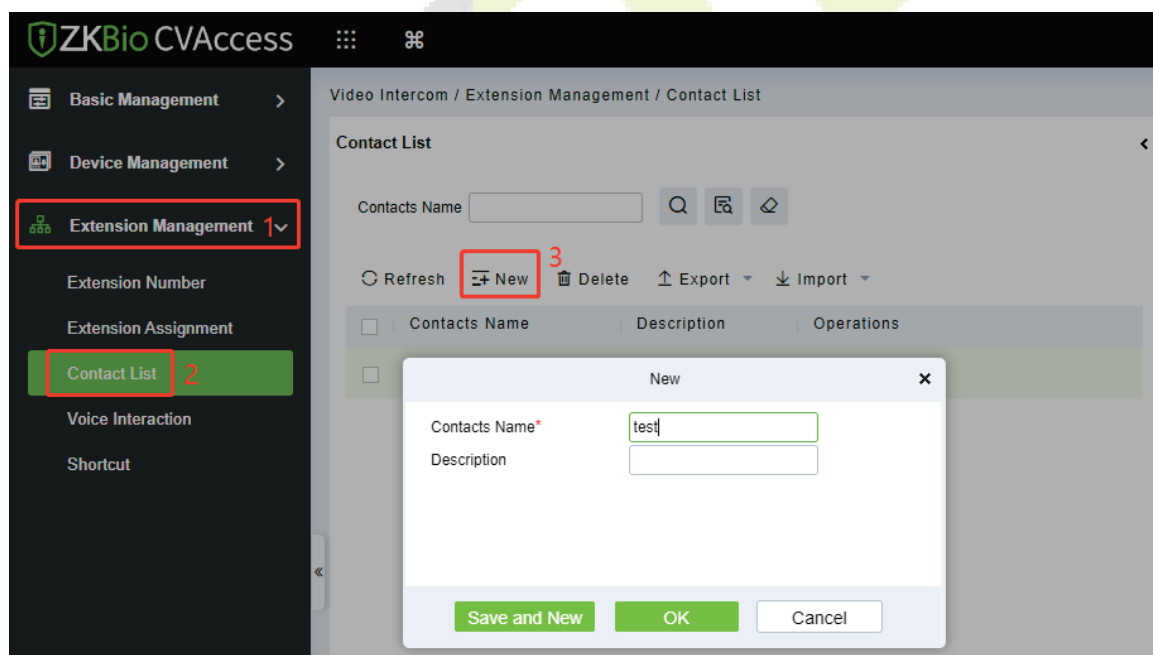 ZKBio CVAccess
Basic Management
Device Management
Extension Management 1
Extension Number
Extension Assignment
Contact List 2
Voice Interaction
Shortcut
Video Intercom / Extension Management / Contact List
Contact List
Contacts Name
3
Refresh New Delete Export Import
Contacts Name Description Operations
New
Contacts Name* test
Description
Save and New OK Cancel